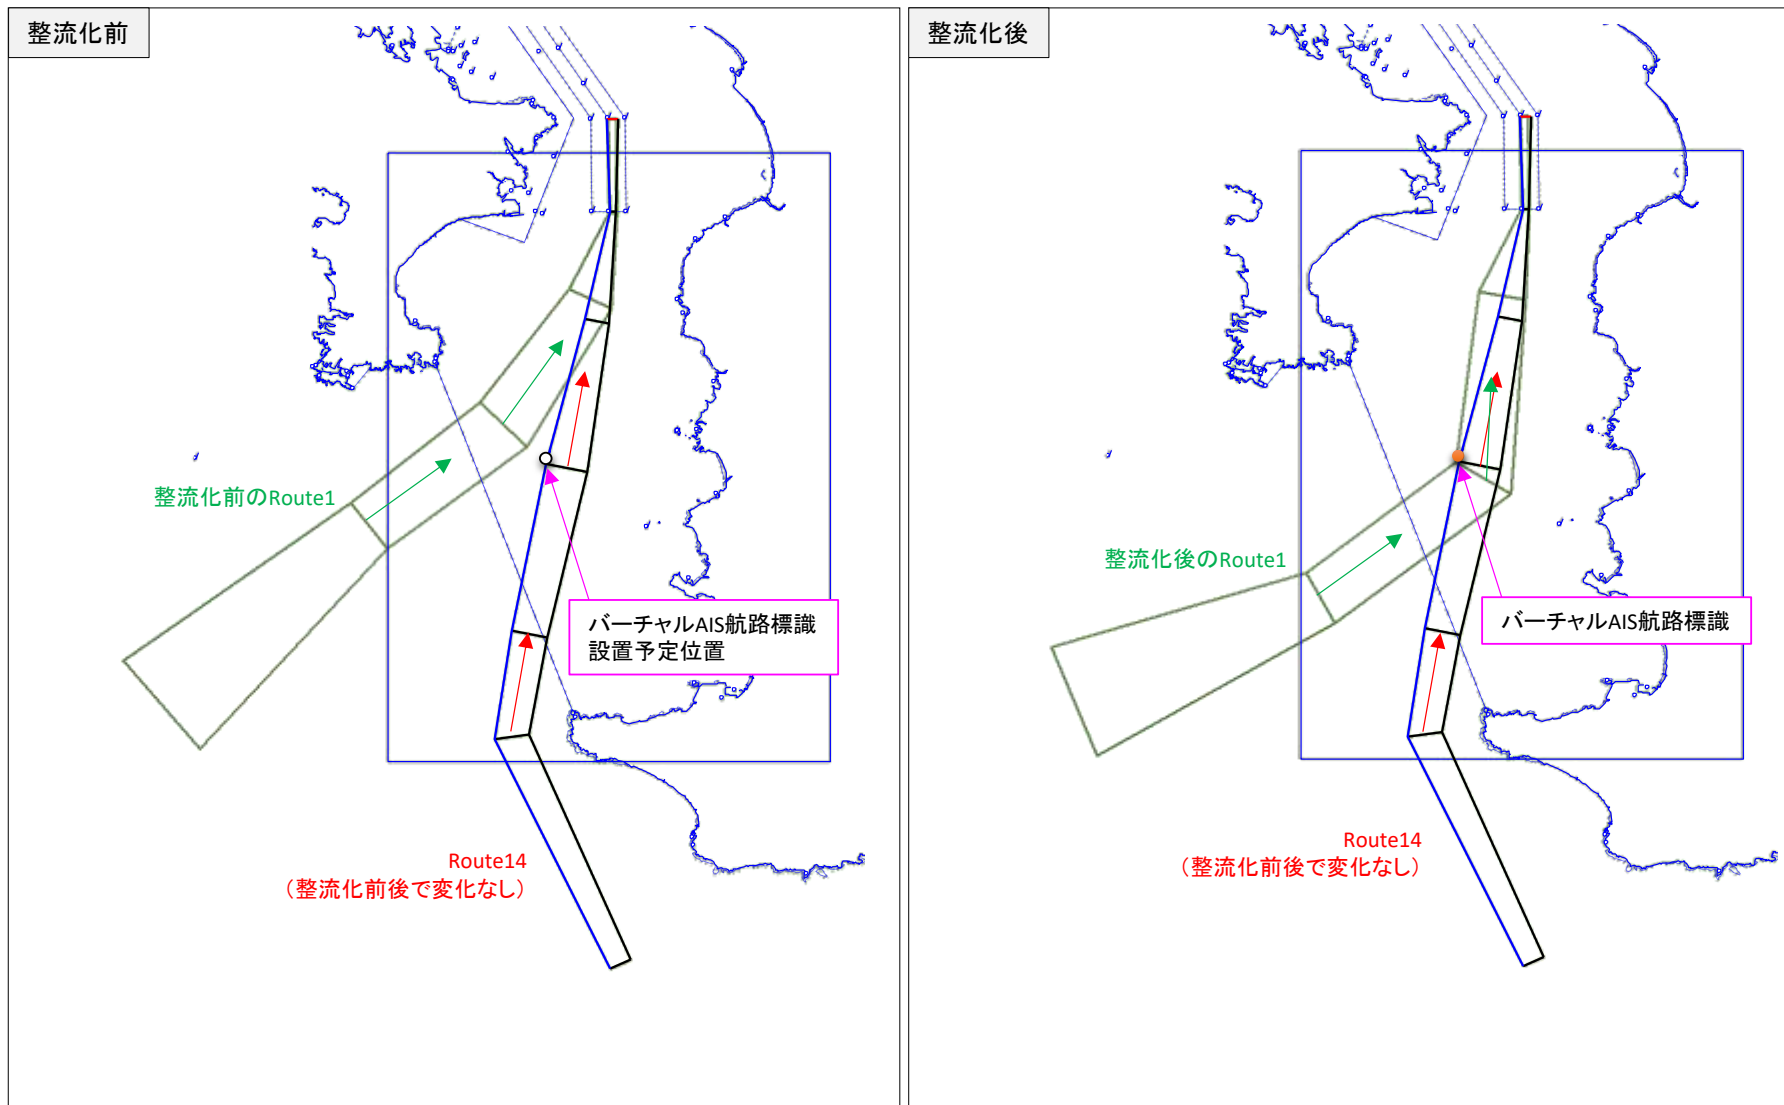 整流化前
整流化前のRoute1
バーチャルAIS航路標識
設置予定位置
Route14
（整流化前後で変化なし）
整流化後
整流化後のRoute1
バーチャルAIS航路標識
Route14
（整流化前後で変化なし）